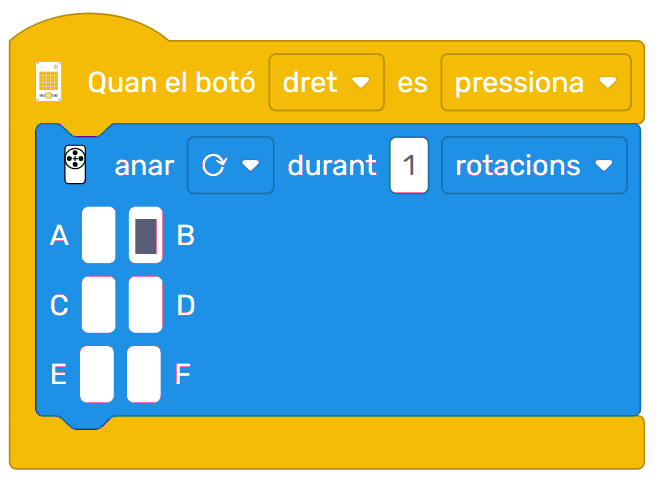 Quan el botó dret es pressiona
anar durant 1 rotacions
A B
C D
E F